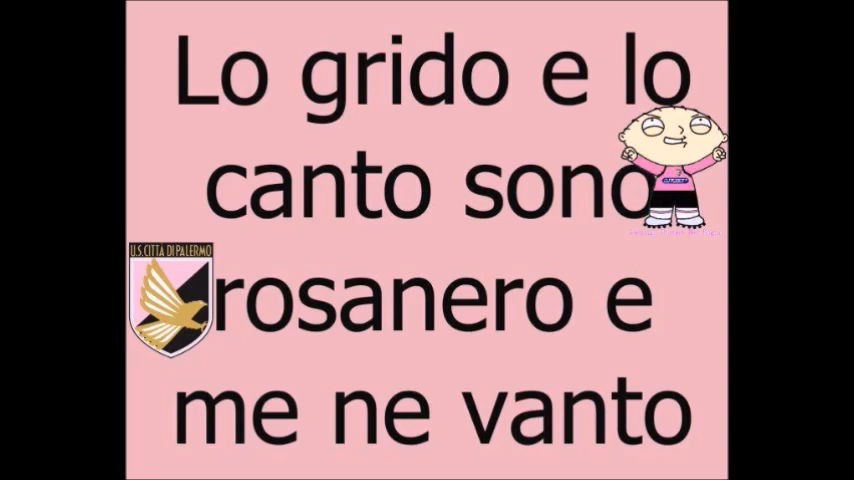 Lo grido e lo
canto sono
U.S.CITTÀ DI PALERMO
rosanero e
me ne vanto